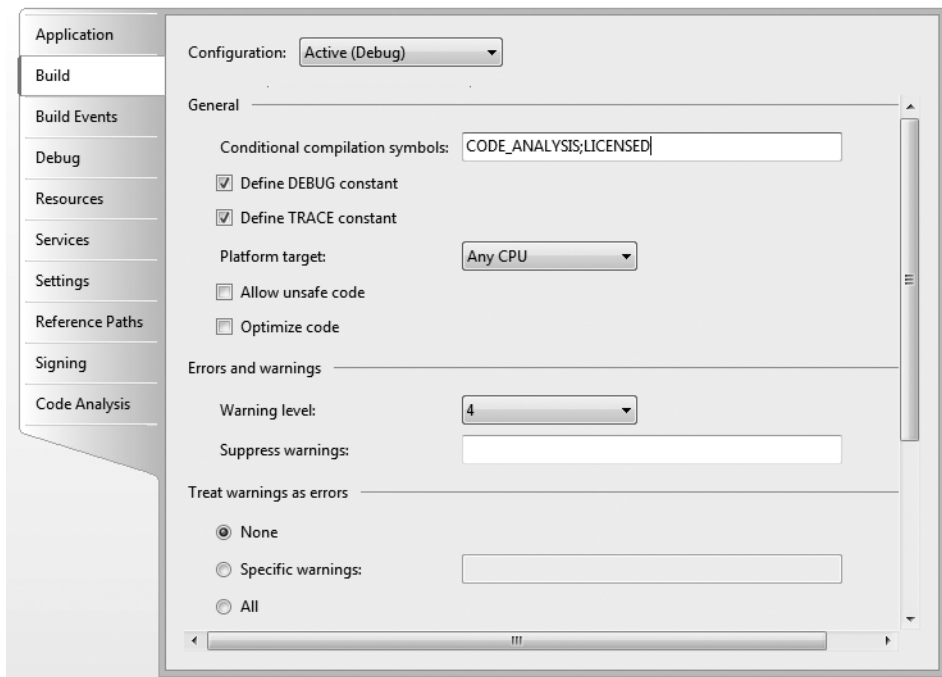 Application
Build
Build Events
Debug
Resources
Services
Settings
Reference Paths
Signing
Code Analysis
Configuration: Active (Debug)
General
Conditional compilation symbols: CODE_ANALYSIS;LICENSED
Define DEBUG constant
Define TRACE constant
Platform target: Any CPU
Allow unsafe code
Optimize code
Errors and warnings
Warning level: 4
Suppress warnings:
Treat warnings as errors
None
Specific warnings:
All